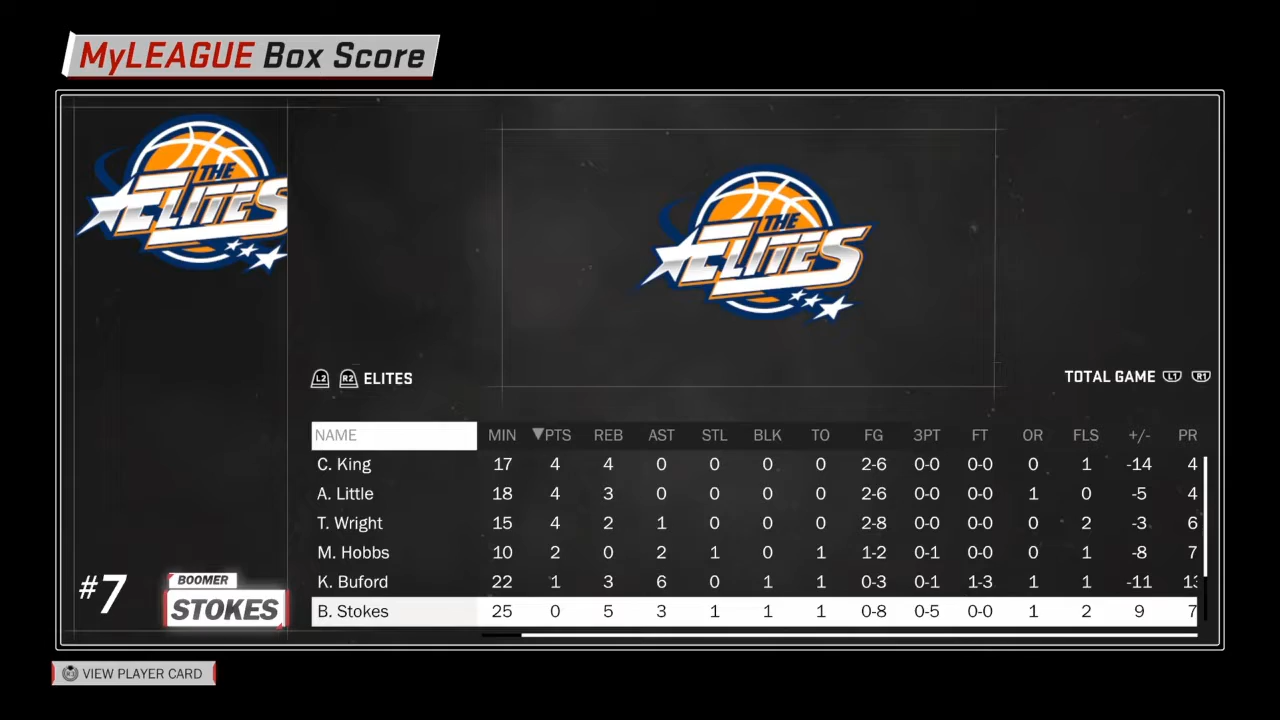 MyLEAGUE Box Score
THE ELITES
THE ELITES
L2 R2 ELITES
TOTAL GAME L1 R1
NAME MIN PTS REB AST STL BLK TO FG 3PT FT OR FLS +/- PR
C. King 17 4 4 0 0 0 0 2-6 0-0 0-0 0 1 -14 4
A. Little 18 4 3 0 0 0 0 2-6 0-0 0-0 1 0 -5 4
T. Wright 15 4 2 1 0 0 0 2-8 0-0 0-0 0 2 -3 6
M. Hobbs 10 2 0 2 1 0 1 1-2 0-1 0-0 0 1 -8 7
K. Buford 22 1 3 6 0 1 1 0-3 0-1 1-3 1 1 -11 13
B. Stokes 25 0 5 3 1 1 1 0-8 0-5 0-0 1 2 9 7
#7
BOOMER
STOKES
VIEW PLAYER CARD